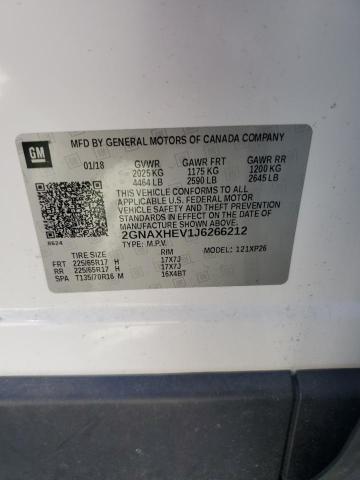 GM
MFD BY GENERAL MOTORS OF CANADA COMPANY
01/18 GVWR GAWR FRT GAWR RR
2025 KG 1175 KG 1200 KG
4464 LB 2590 LB 2645 LB
THIS VEHICLE CONFORMS TO ALL
APPLICABLE U.S. FEDERAL MOTOR
VEHICLE SAFETY AND THEFT
PREVENTION STANDARDS IN EFFECT ON
THE DATE OF MANUFACTURE SHOWN ABOVE.
2GNAXHEV1J6266212
8624
TYPE: M.P.V. MODEL: 121XP26
TIRE SIZE RIM
FRT 225/65R17 H 17X7J
RR 225/65R17 H 17X7J
SPA T135/70R16 M 16X4BT